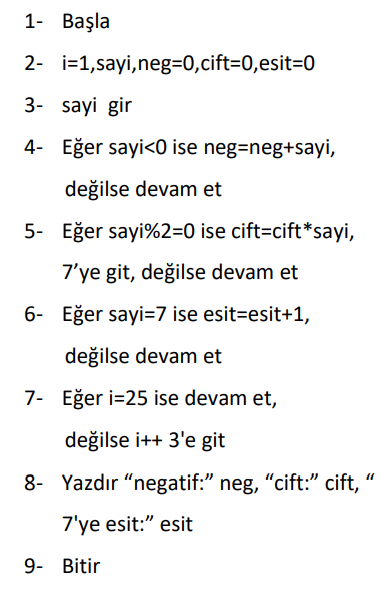 1- Başla
2- i=1,sayi,neg=0,cift=0,esit=0
3- sayi gir
4- Eğer sayi<0 ise neg=neg+sayi,
değilse devam et
5- Eğer sayi%2=0 ise cift=cift*sayi,
7’ye git, değilse devam et
6- Eğer sayi=7 ise esit=esit+1,
değilse devam et
7- Eğer i=25 ise devam et,
değilse i++ 3'e git
8- Yazdır “negatif:” neg, “cift:” cift, “
7'ye esit:” esit
9- Bitir